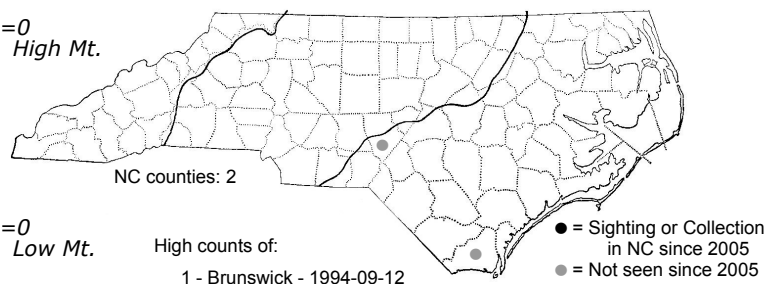 =0
High Mt.
NC counties: 2
=0
Low Mt.
High counts of:
1 - Brunswick - 1994-09-12
● = Sighting or Collection
in NC since 2005
● = Not seen since 2005